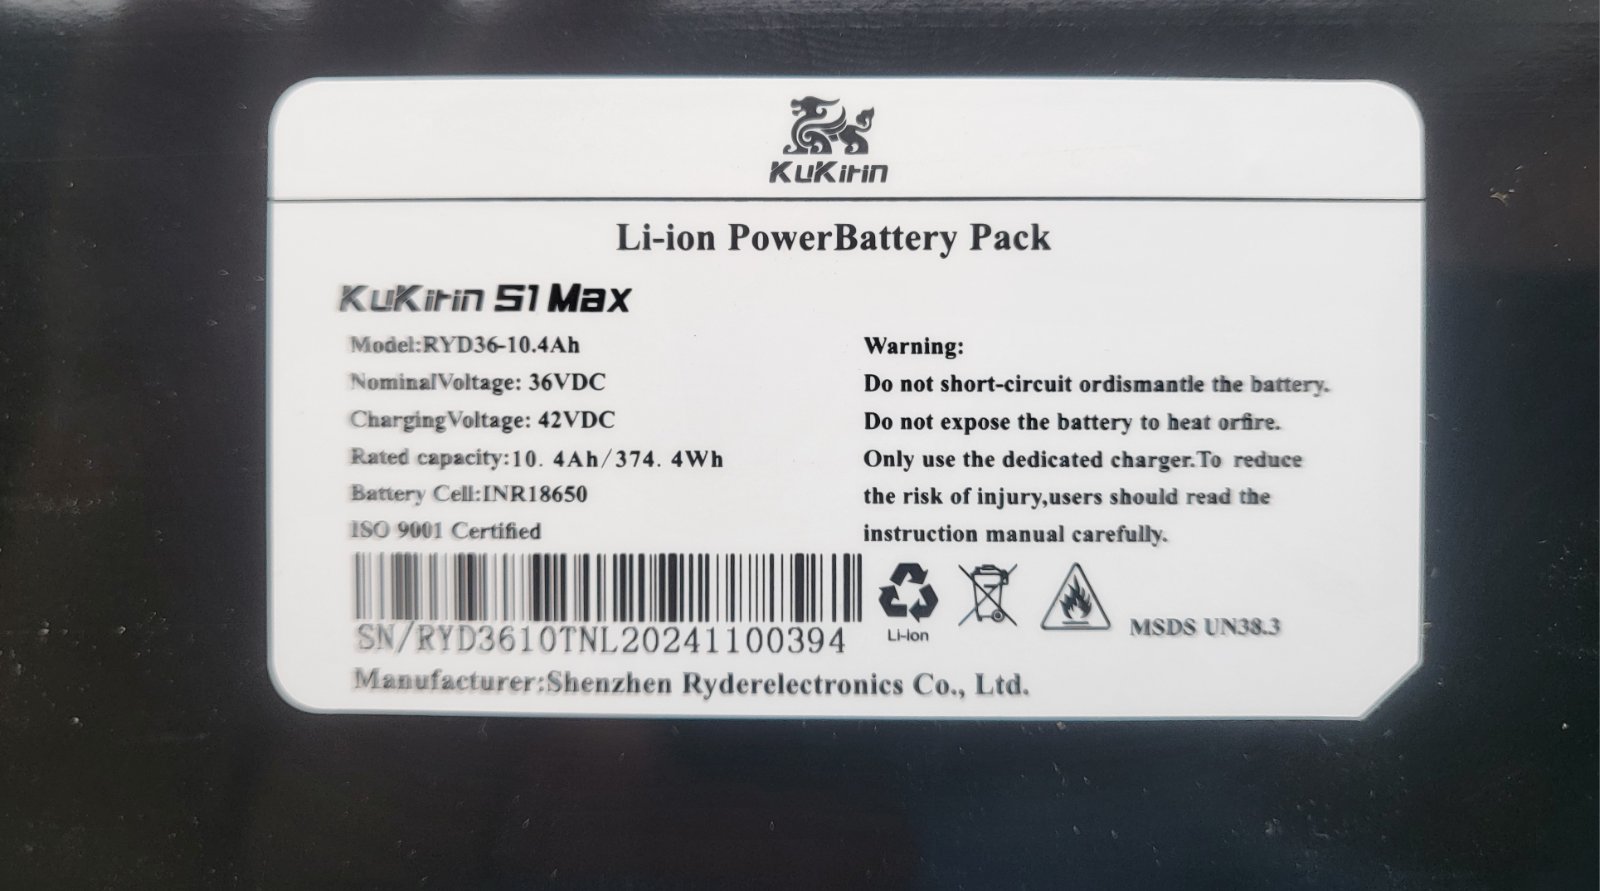 KuKirin
Li-ion PowerBattery Pack
KuKirin S1 Max
Model:RYD36-10.4Ah
NominalVoltage: 36VDC
ChargingVoltage: 42VDC
Rated capacity:10. 4Ah/374. 4Wh
Battery Cell:INR18650
ISO 9001 Certified
SN/RYD3610TNL20241100394
Manufacturer:Shenzhen Ryderelectronics Co., Ltd.
Warning:
Do not short-circuit ordismantle the battery.
Do not expose the battery to heat orfire.
Only use the dedicated charger.To reduce
the risk of injury,users should read the
instruction manual carefully.
Li-ion
MSDS UN38.3